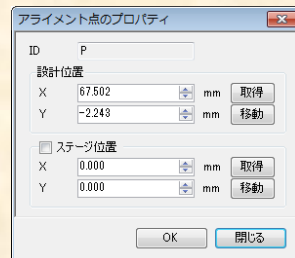 アライメント点のプロパティ
ID P
設計位置
X 67.502 mm 取得
Y -2.243 mm 移動
ステージ位置
X 0.000 mm 取得
Y 0.000 mm 移動
OK 閉じる